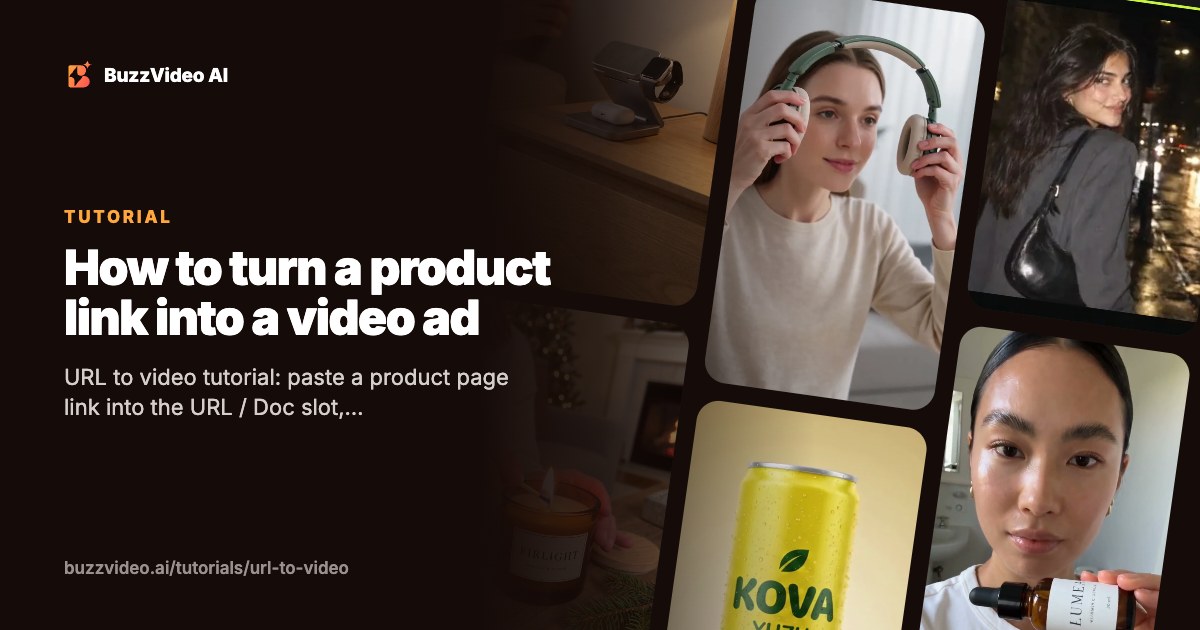 BuzzVideo AI
TUTORIAL
How to turn a product
link into a video ad
URL to video tutorial: paste a product page
link into the URL / Doc slot,...
buzzvideo.ai/tutorials/url-to-video
KOVA